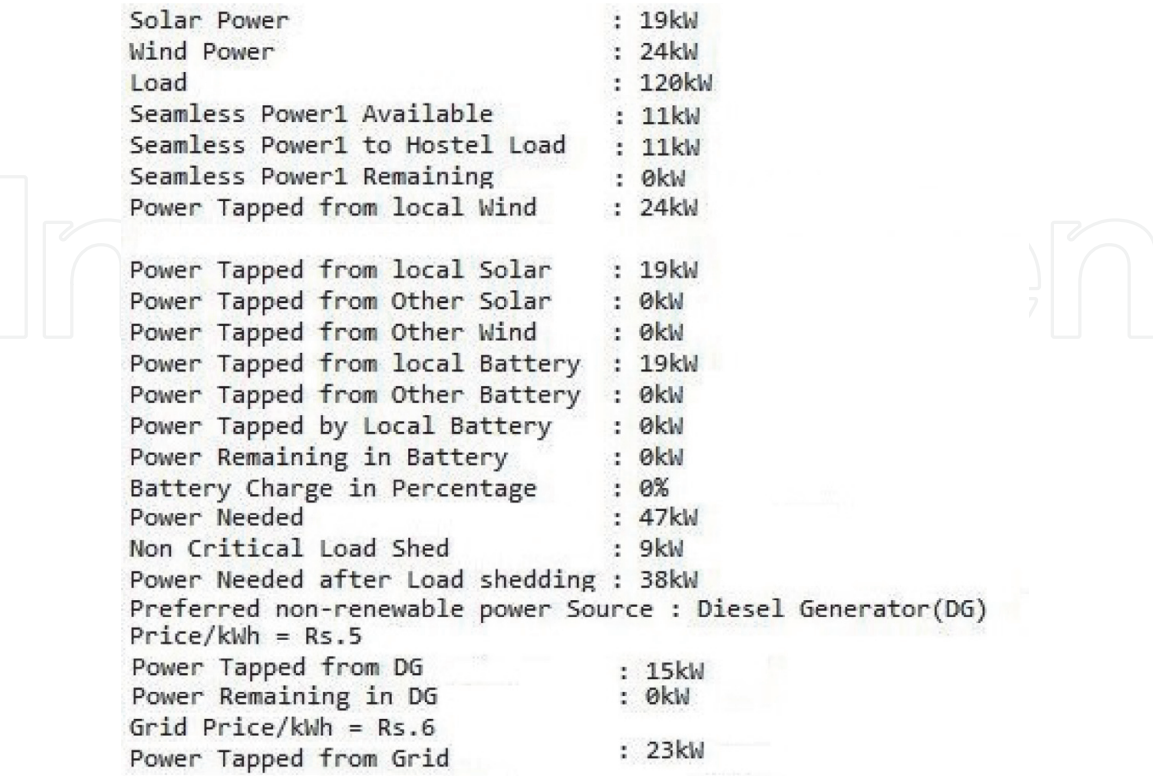 Solar Power : 19kW
Wind Power : 24kW
Load : 120kW
Seamless Power1 Available : 11kW
Seamless Power1 to Hostel Load : 11kW
Seamless Power1 Remaining : 0kW
Power Tapped from local Wind : 24kW
Power Tapped from local Solar : 19kW
Power Tapped from Other Solar : 0kW
Power Tapped from Other Wind : 0kW
Power Tapped from local Battery : 19kW
Power Tapped from Other Battery : 0kW
Power Tapped by Local Battery : 0kW
Power Remaining in Battery : 0kW
Battery Charge in Percentage : 0%
Power Needed : 47kW
Non Critical Load Shed : 9kW
Power Needed after Load shedding : 38kW
Preferred non-renewable power Source : Diesel Generator(DG)
Price/kWh = Rs.5
Power Tapped from DG : 15kW
Power Remaining in DG : 0kW
Grid Price/kWh = Rs.6
Power Tapped from Grid : 23kW